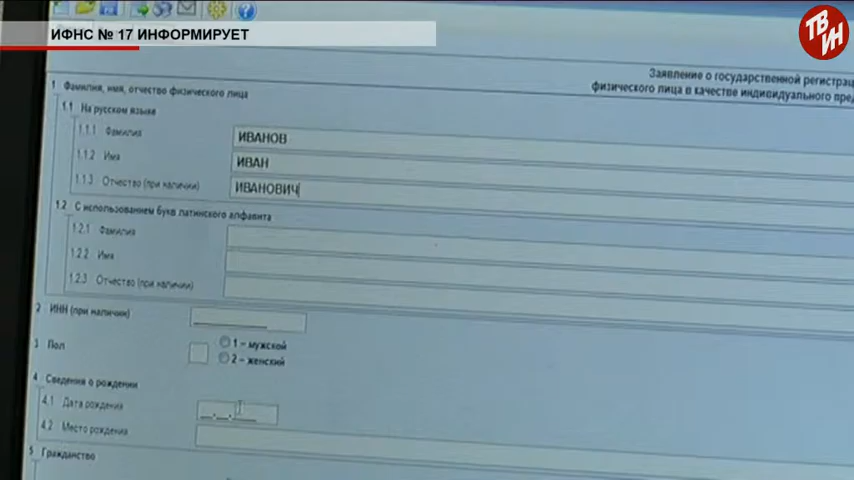 ИФНС № 17 ИНФОРМИРУЕТ
ТВ
ИН
Заявление о государственной регистрац
физического лица в качестве индивидуального пред
1 Фамилия, имя, отчество физического лица
1.1 На русском языке
1.1.1 Фамилия
ИВАНОВ
1.1.2 Имя
ИВАН
1.1.3 Отчество (при наличии)
ИВАНОВИЧ
1.2 С использованием букв латинского алфавита
1.2.1 Фамилия
1.2.2 Имя
1.2.3 Отчество (при наличии)
2 ИНН (при наличии)
3 Пол
1 – мужской
2 – женский
4 Сведения о рождении
4.1 Дата рождения
4.2 Место рождения
5 Гражданство